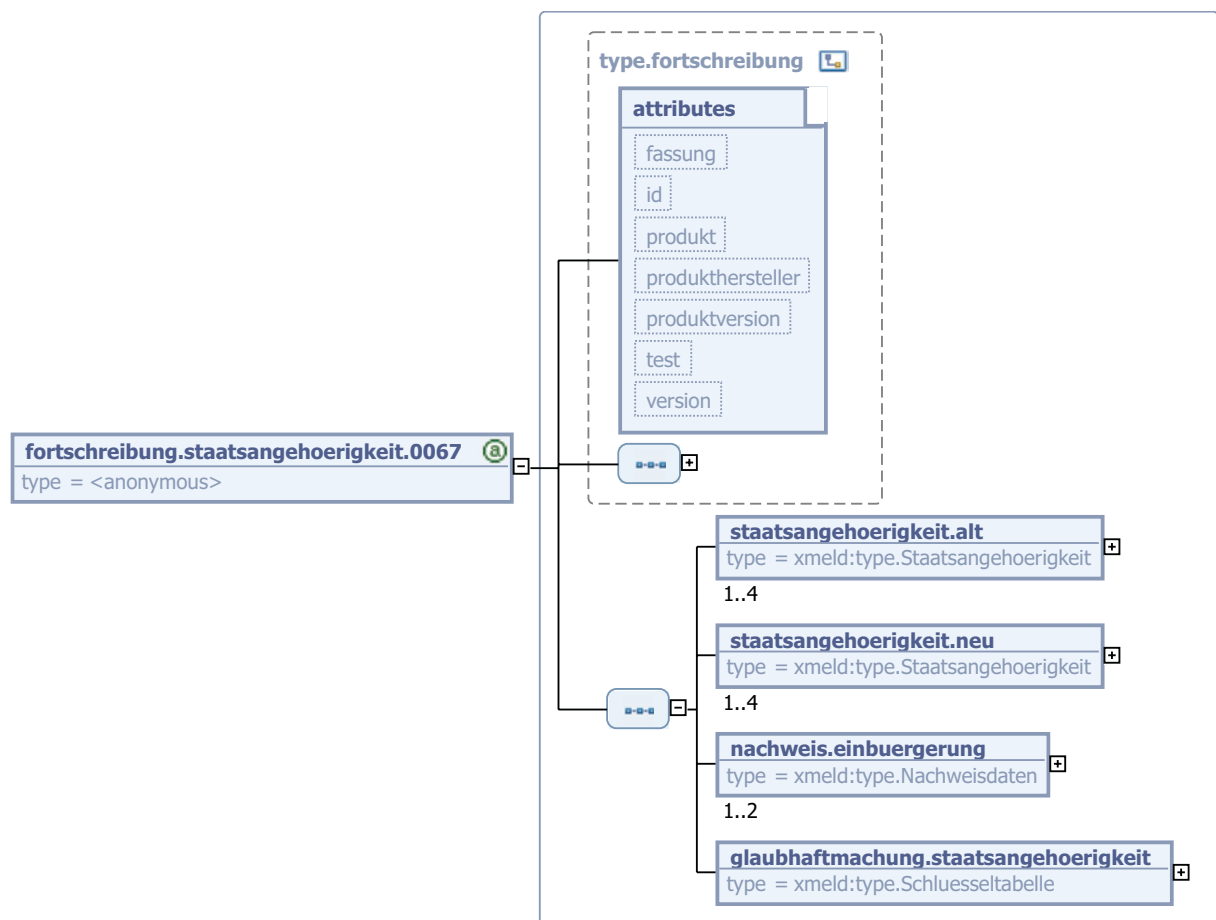 type.fortschreibung
attributes
fassung
id
produkt
produkthersteller
produktversion
test
version
fortschreibung.staatsangehoerigkeit.0067 a
type = <anonymous>
staatsangehoerigkeit.alt
type = xmeld:type.Staatsangehoerigkeit
1..4
staatsangehoerigkeit.neu
type = xmeld:type.Staatsangehoerigkeit
1..4
nachweis.einbuergerung
type = xmeld:type.Nachweisdaten
1..2
glaubhaftmachung.staatsangehoerigkeit
type = xmeld:type.Schluesseltabelle